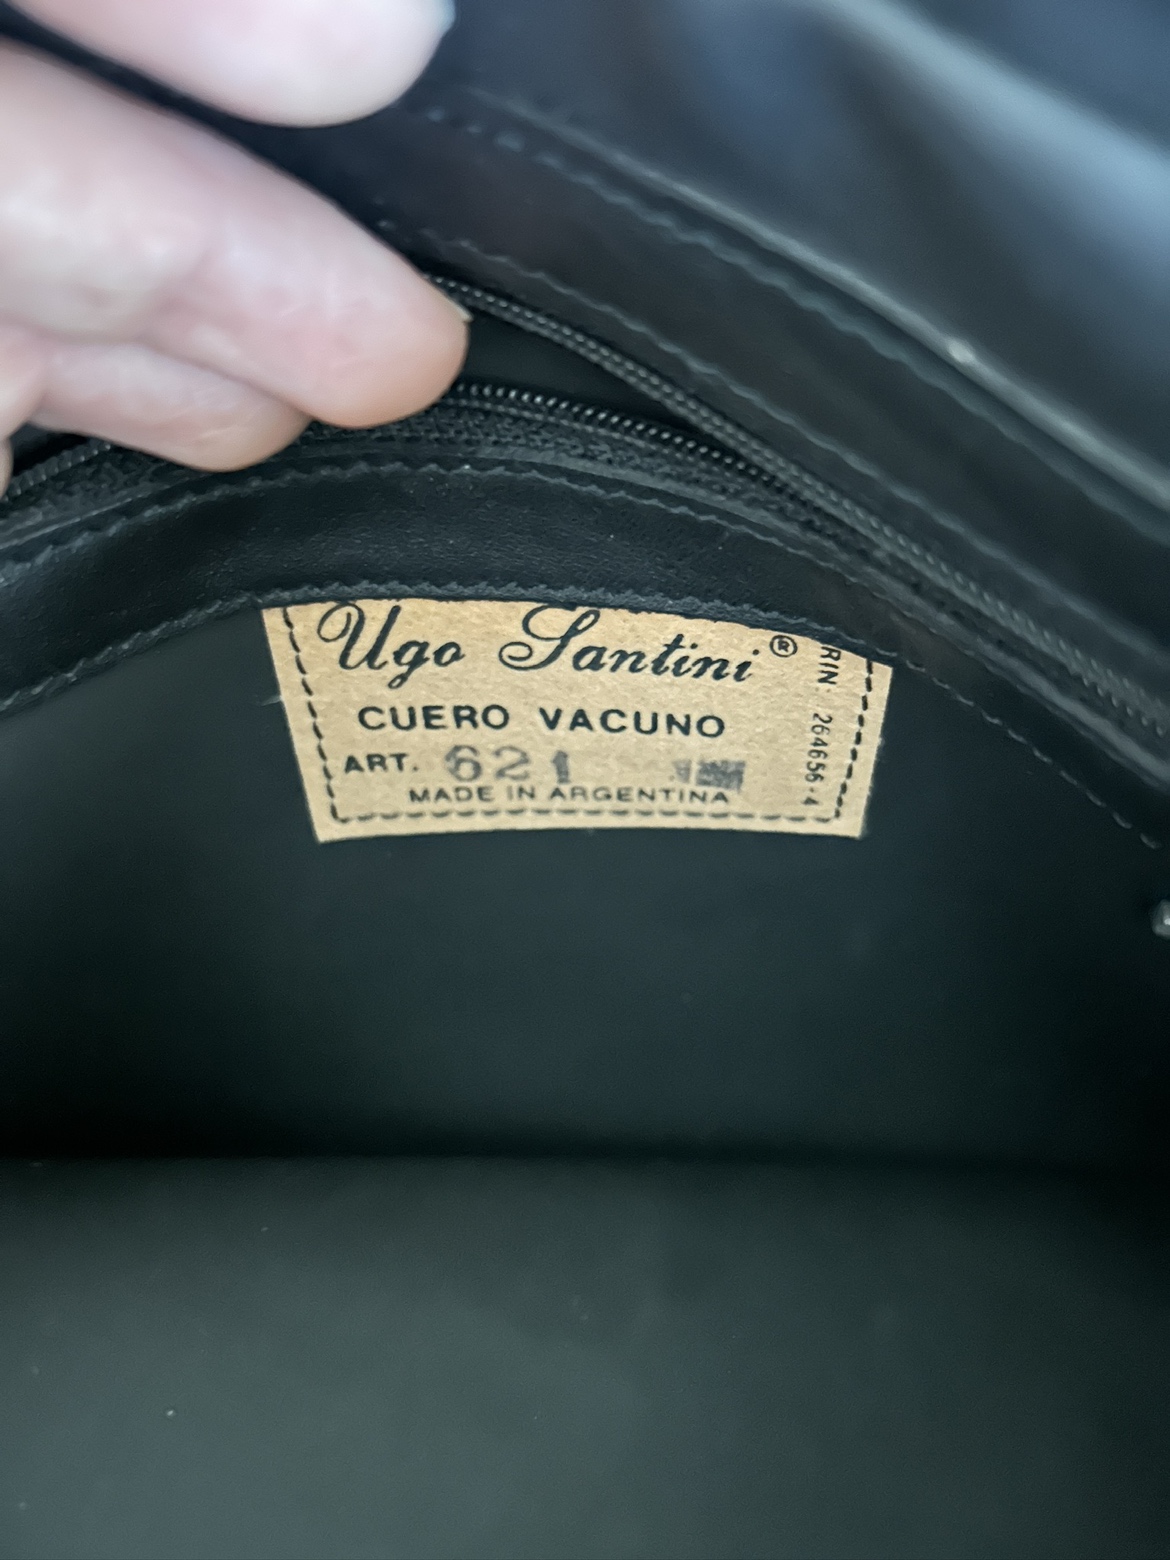 Ugo Santini®
CUERO VACUNO
ART. 621
MADE IN ARGENTINA
RIN: 264656-4